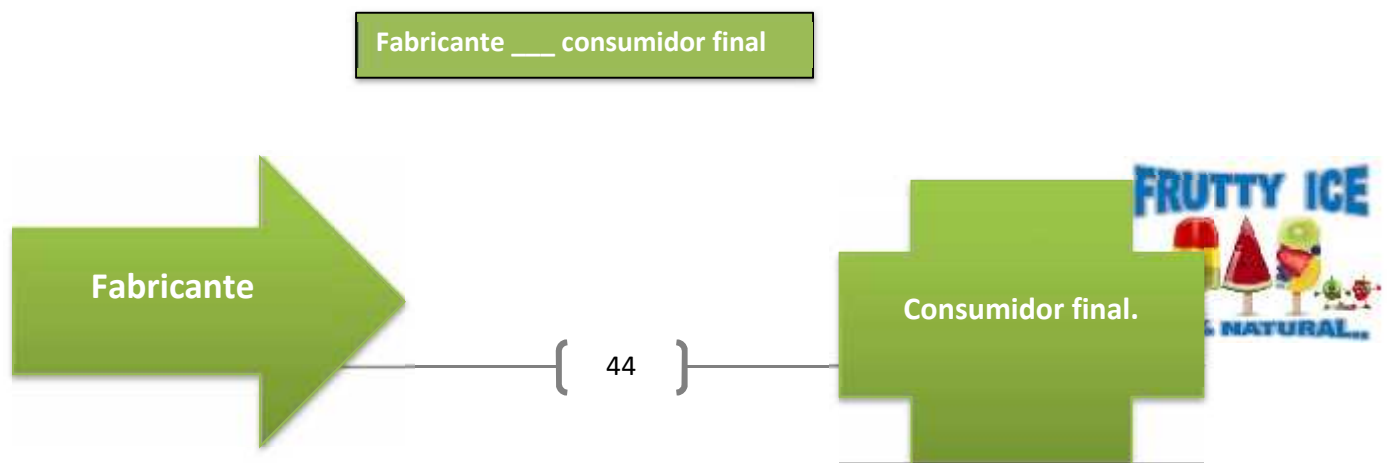 Fabricante ___ consumidor final
FRUTTY ICE
Fabricante
Consumidor final.
NATURAL...
44